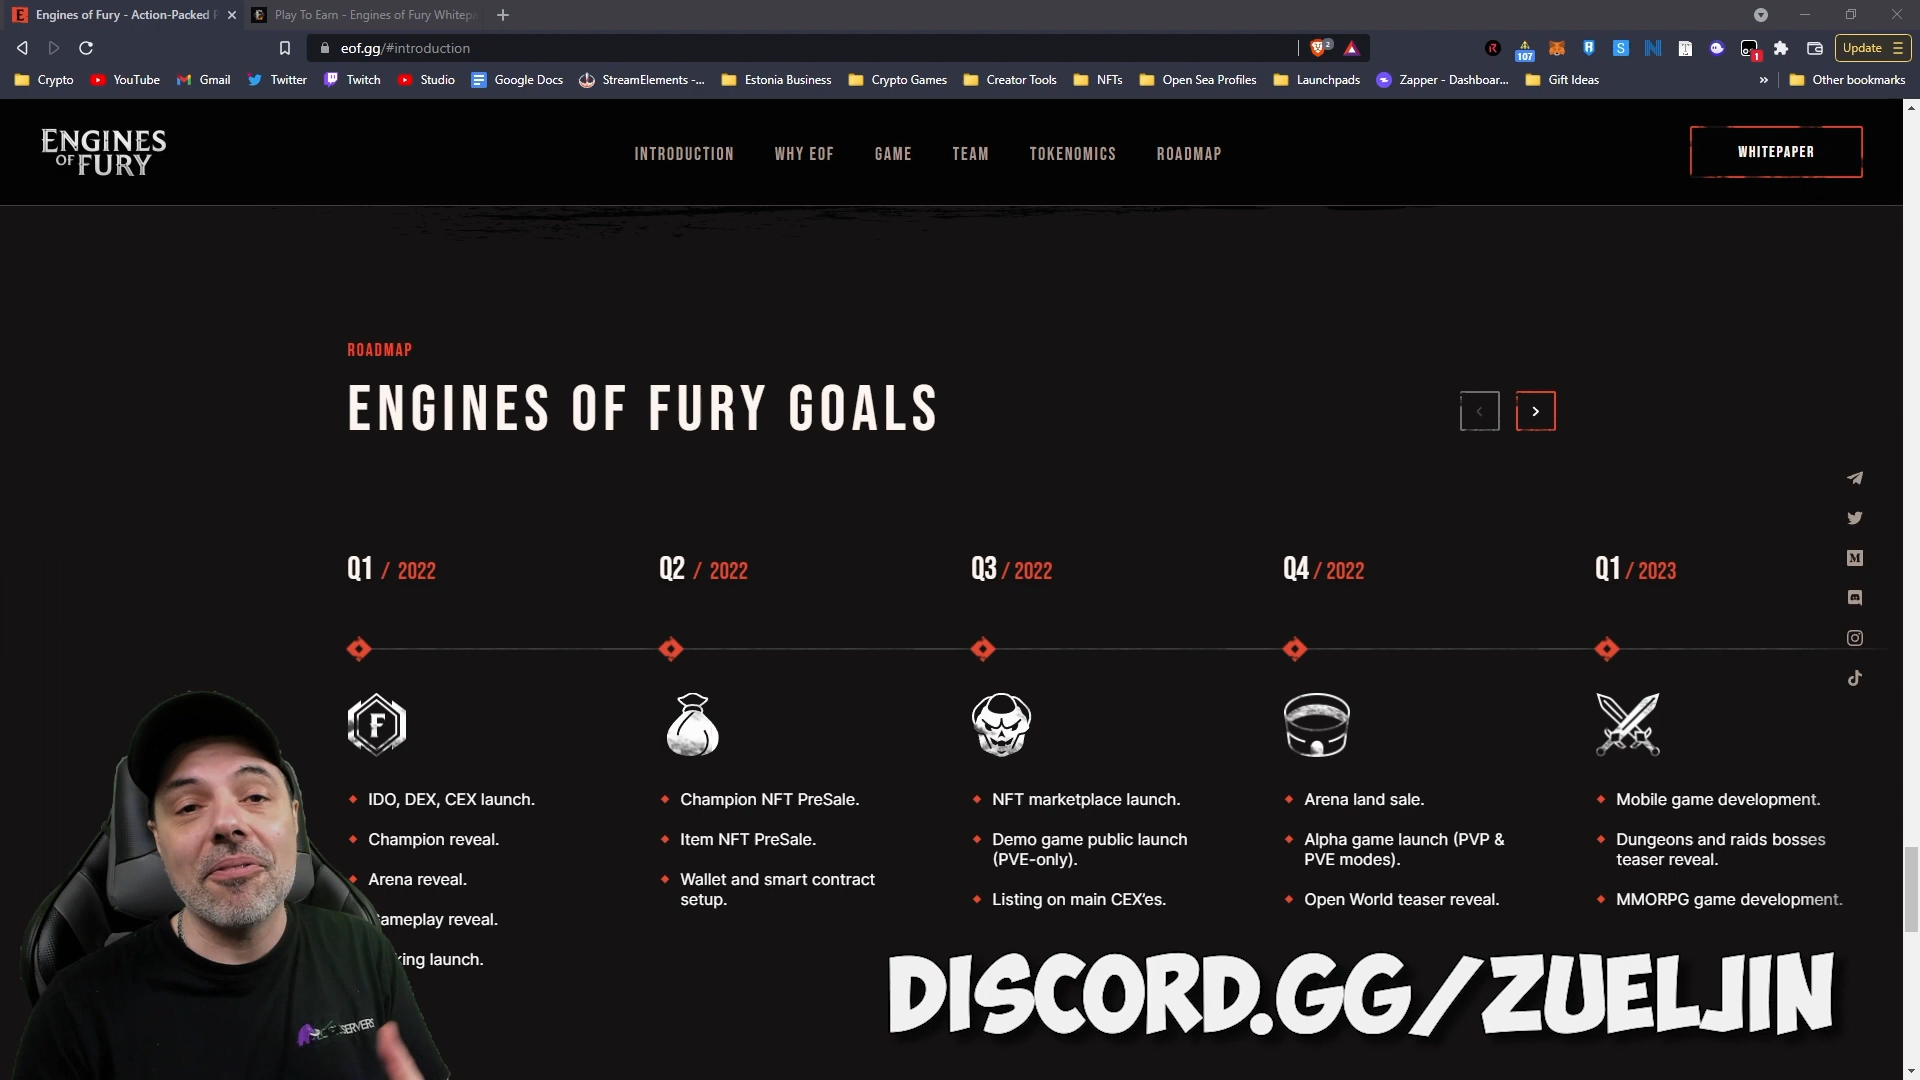 Engines of Fury - Action-Packed P
Play To Earn - Engines of Fury Whitepa
eof.gg/#introduction
2
107
1
Update
Crypto
YouTube
Gmail
Twitter
Twitch
Studio
Google Docs
StreamElements -...
Estonia Business
Crypto Games
Creator Tools
NFTs
Open Sea Profiles
Launchpads
Zapper - Dashboar...
Gift Ideas
»
Other bookmarks
ENGINES
OF FURY
INTRODUCTION
WHY EOF
GAME
TEAM
TOKENOMICS
ROADMAP
WHITEPAPER
ROADMAP
ENGINES OF FURY GOALS
Q1 / 2022
Q2 / 2022
Q3 / 2022
Q4 / 2022
Q1 / 2023
F
IDO, DEX, CEX launch.
Champion reveal.
Arena reveal.
ameplay reveal.
king launch.
Champion NFT PreSale.
Item NFT PreSale.
Wallet and smart contract
setup.
NFT marketplace launch.
Demo game public launch
(PVE-only).
Listing on main CEX'es.
Arena land sale.
Alpha game launch (PVP &
PVE modes).
Open World teaser reveal.
Mobile game development.
Dungeons and raids bosses
teaser reveal.
MMORPG game development.
DISCORD.GG/ZUELJIN